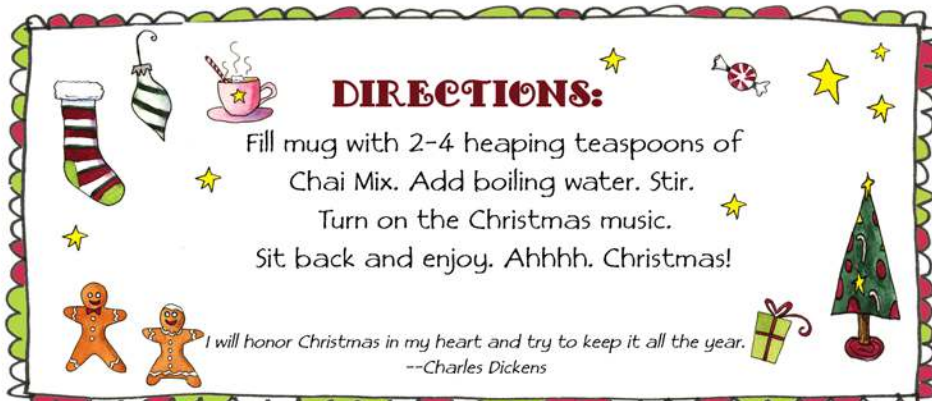 DIRECTIONS:
Fill mug with 2-4 heaping teaspoons of
Chai Mix. Add boiling water. Stir.
Turn on the Christmas music.
Sit back and enjoy. Ahhhh. Christmas!
I will honor Christmas in my heart and try to keep it all the year.
--Charles Dickens